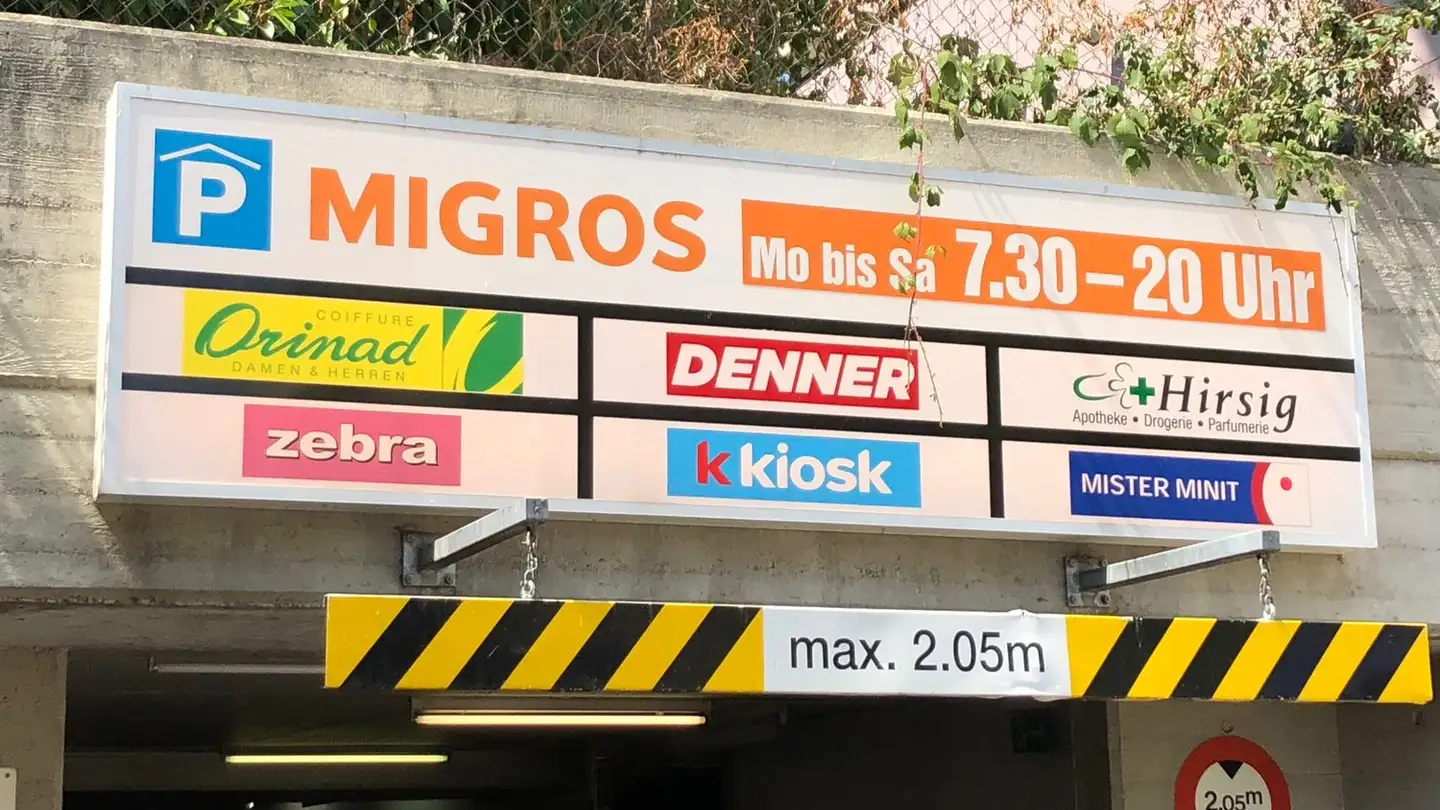 P MIGROS Mo bis Sa 7.30 – 20 Uhr
COIFFURE
Orinad
DAMEN & HERREN
DENNER
Hirsig
Apotheke • Drogerie • Parfumerie
zebra
k kiosk
MISTER MINIT
max. 2.05m
2.05m